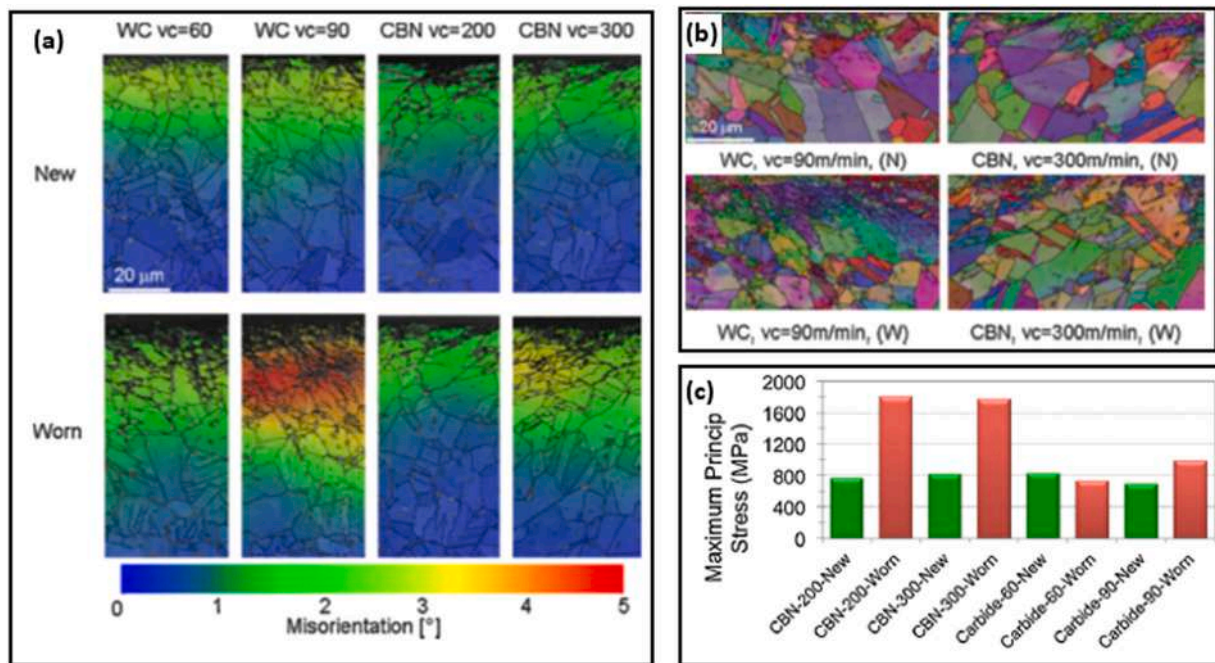 (a)
WC vc=60 WC vc=90 CBN vc=200 CBN vc=300
New
20 µm
Worn
0 1 2 3 4 5
Misorientation [°]
(b)
20 µm
WC, vc=90m/min, (N) CBN, vc=300m/min, (N)
WC, vc=90m/min, (W) CBN, vc=300m/min, (W)
(c)
Maximum Princip
Stress (MPa)
2000
1600
1200
800
400
0
CBN-200-New
CBN-200-Worn
CBN-300-New
CBN-300-Worn
Carbide-60-New
Carbide-60-Worn
Carbide-90-New
Carbide-90-Worn